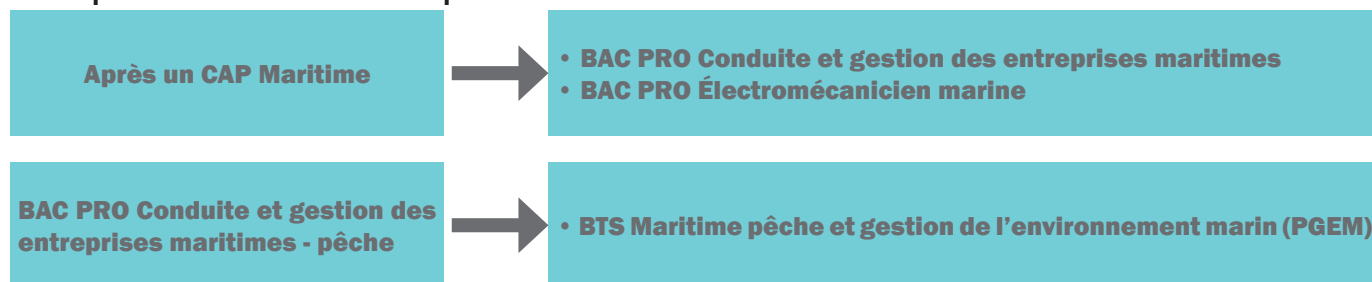 Après un CAP Maritime
• BAC PRO Conduite et gestion des entreprises maritimes
• BAC PRO Électromécanicien marine
BAC PRO Conduite et gestion des
entreprises maritimes - pêche
• BTS Maritime pêche et gestion de l’environnement marin (PGEM)